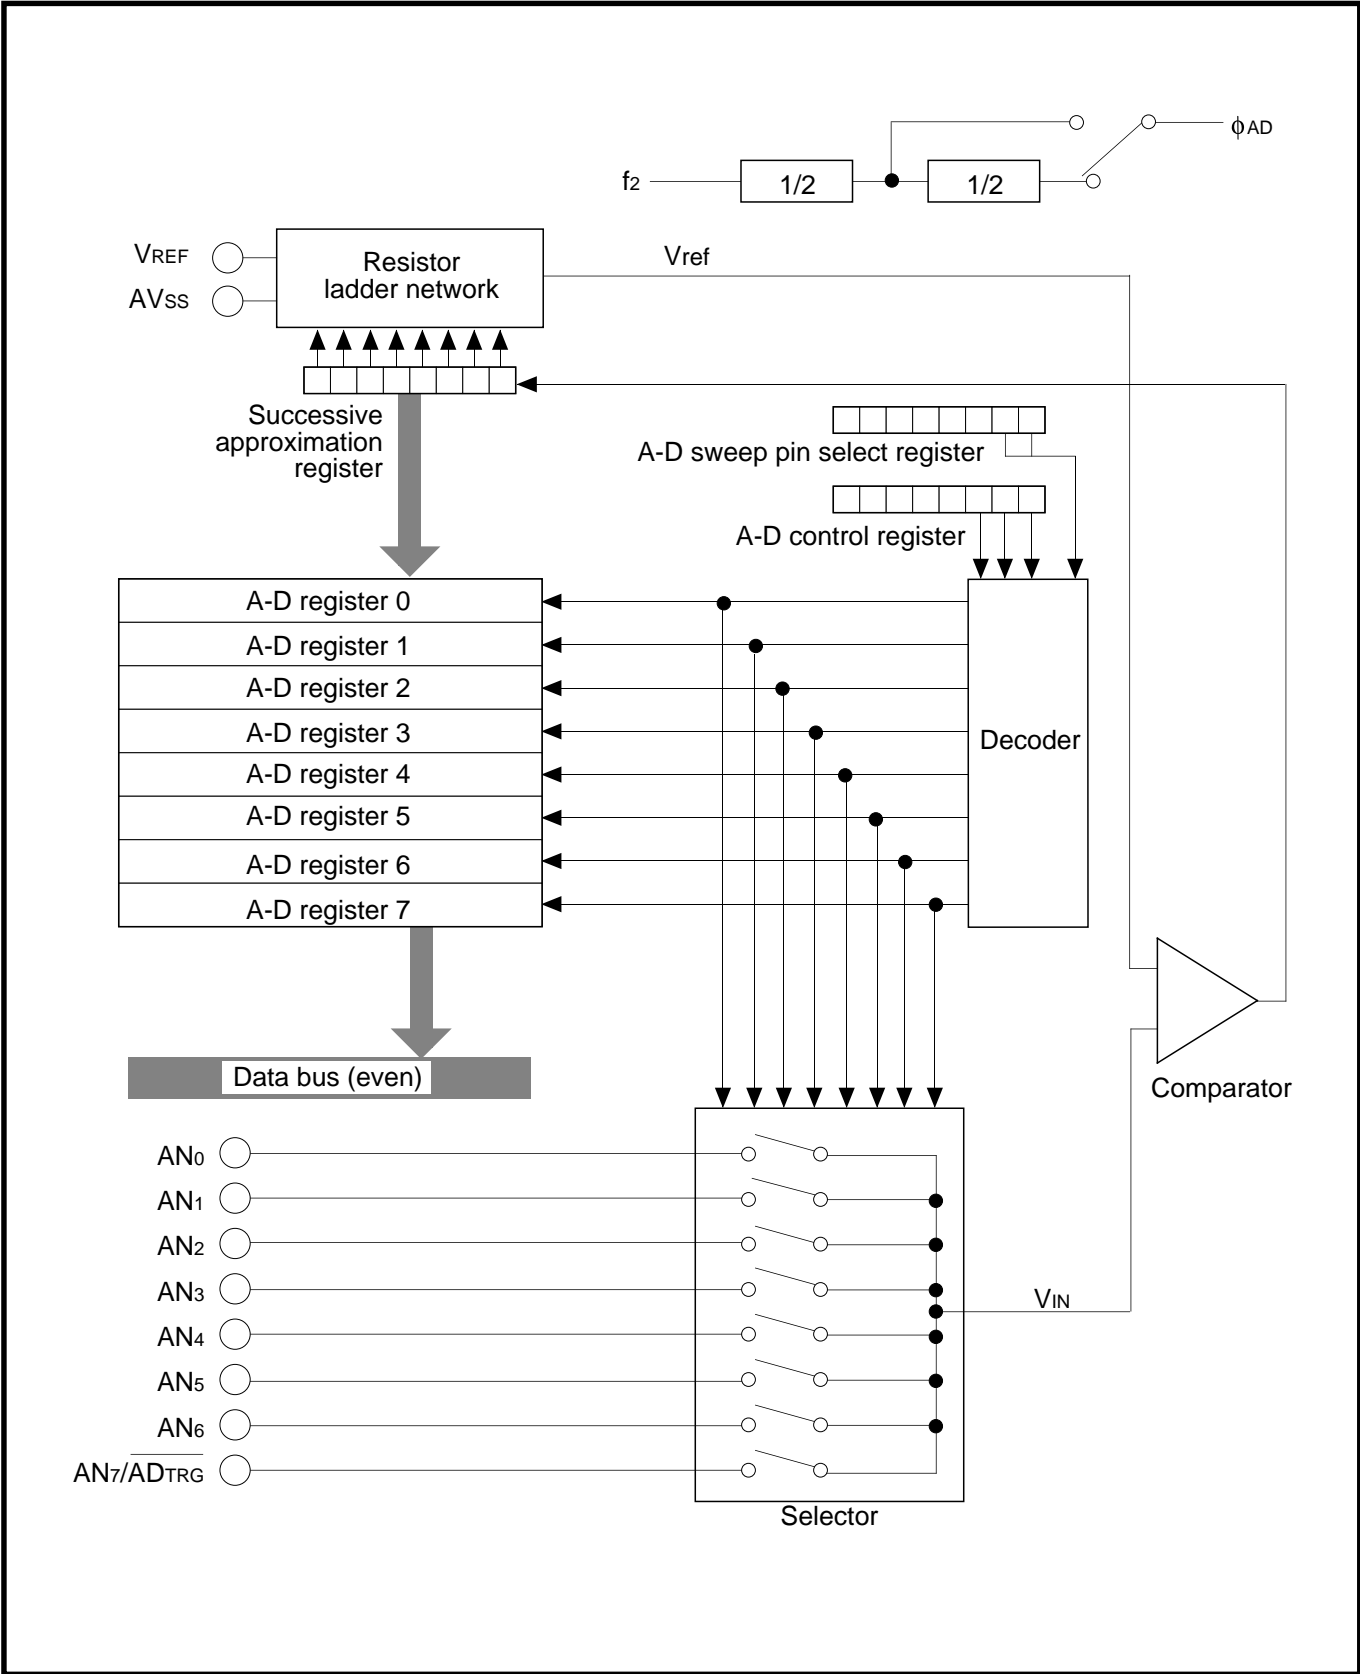 ϕAD
f2
1/2
1/2
VREF
AVSS
Resistor
ladder network
Vref
Successive
approximation
register
A-D sweep pin select register
A-D control register
A-D register 0
A-D register 1
A-D register 2
A-D register 3
A-D register 4
A-D register 5
A-D register 6
A-D register 7
Decoder
Data bus (even)
Comparator
AN0
AN1
AN2
AN3
AN4
AN5
AN6
AN7/ADTRG
VIN
Selector